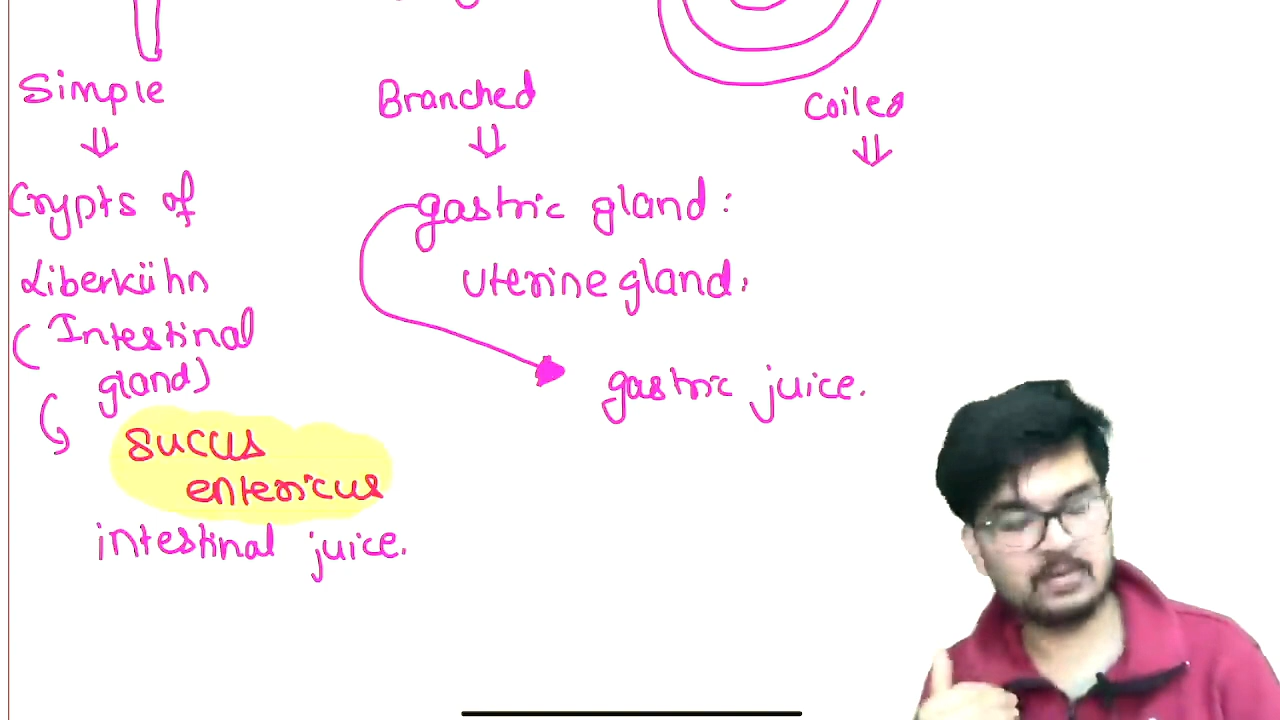 Simple
Branched
Coiled
Crypts of
Liberkühn
(Intestinal
gland)
Succus
entericus
intestinal juice.
gastric gland:
Uterine gland:
gastric juice.